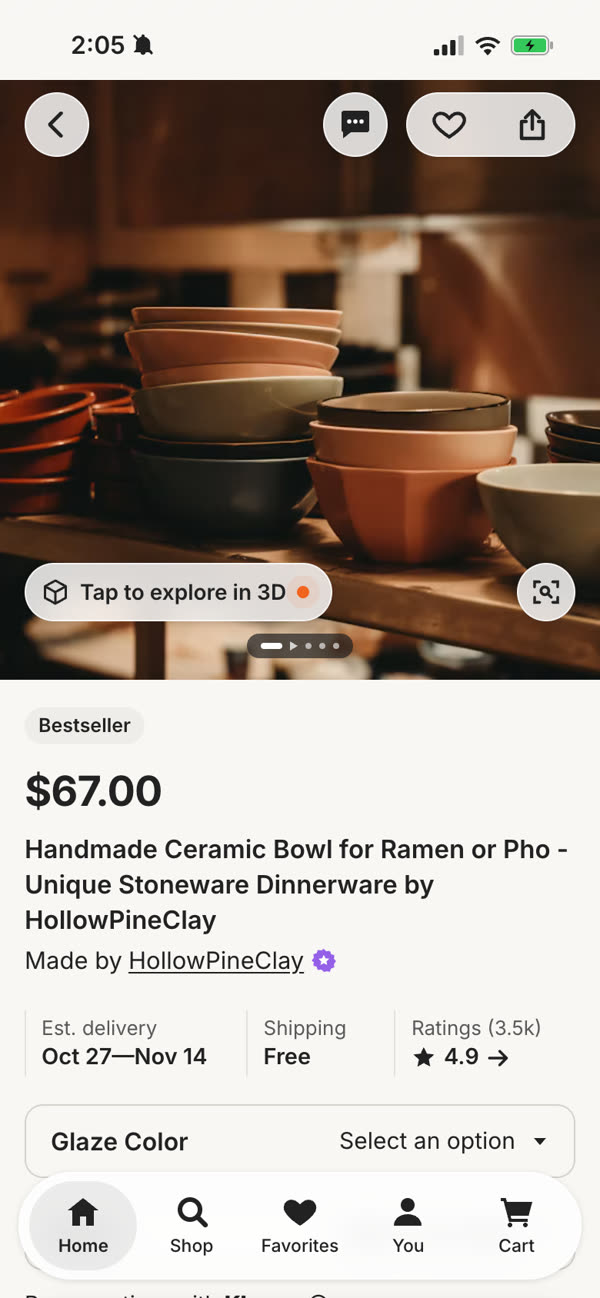 2:05
Tap to explore in 3D
Bestseller
$67.00
Handmade Ceramic Bowl for Ramen or Pho -
Unique Stoneware Dinnerware by
HollowPineClay
Made by HollowPineClay
Est. delivery
Oct 27—Nov 14
Shipping
Free
Ratings (3.5k)
4.9
Glaze Color
Select an option
Home
Shop
Favorites
You
Cart